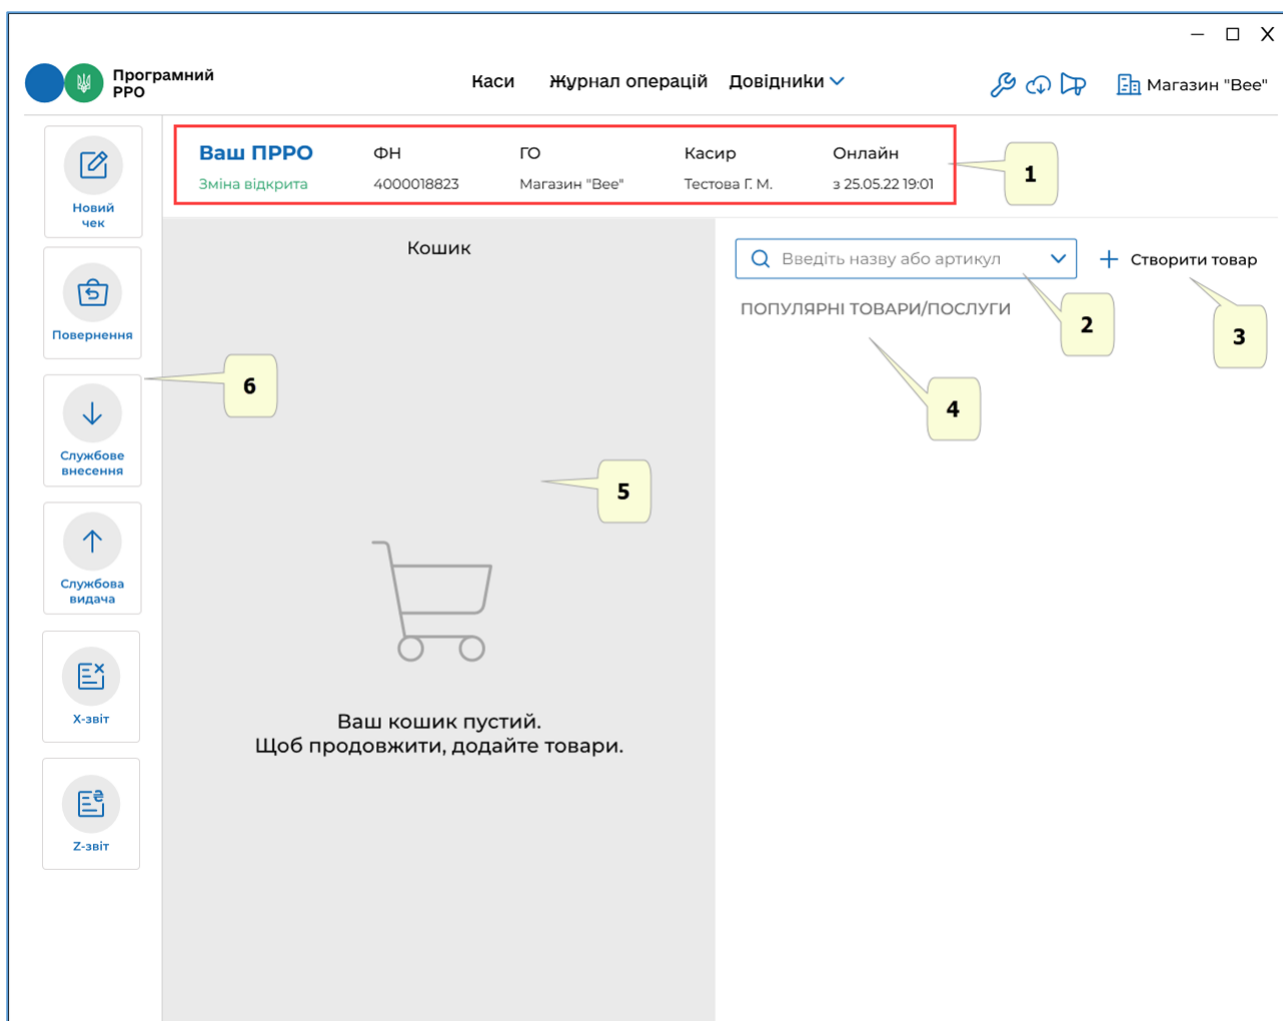 Програмний
РРО
Каси
Журнал операцій
Довідники
Магазин "Bee"
Ваш ПРРО
ФН
ГО
Касир
Онлайн
Зміна відкрита
4000018823
Магазин "Bee"
Тестова Г. М.
з 25.05.22 19:01
1
Новий
чек
Повернення
Службове
внесення
Службова
видача
Х-звіт
Z-звіт
6
Кошик
5
Ваш кошик пустий.
Щоб продовжити, додайте товари.
Введіть назву або артикул
Створити товар
ПОПУЛЯРНІ ТОВАРИ/ПОСЛУГИ
2
3
4